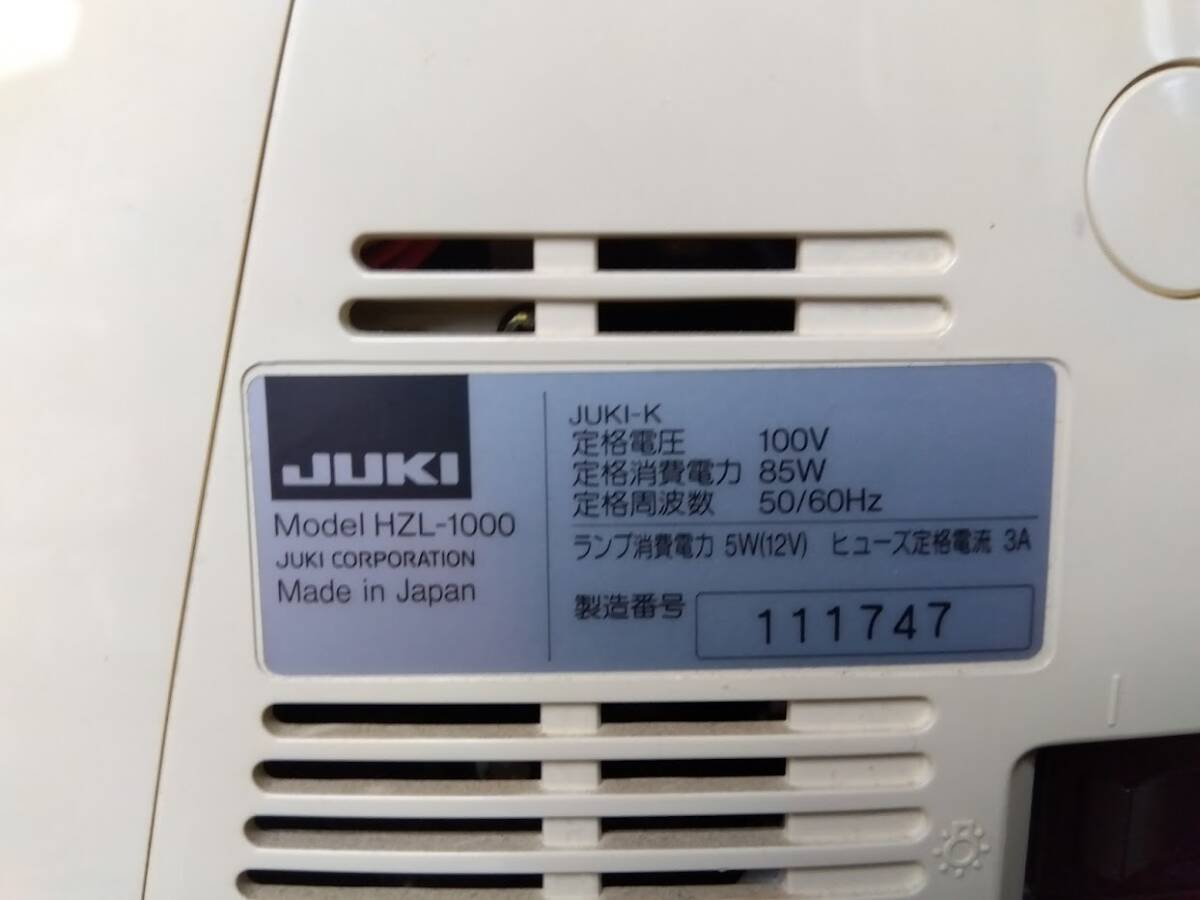 JUKI
Model HZL-1000
JUKI CORPORATION
Made in Japan
JUKI-K
定格電圧 100V
定格消費電力 85W
定格周波数 50/60Hz
ランプ消費電力 5W(12V) ヒューズ定格電流 3A
製造番号 111747